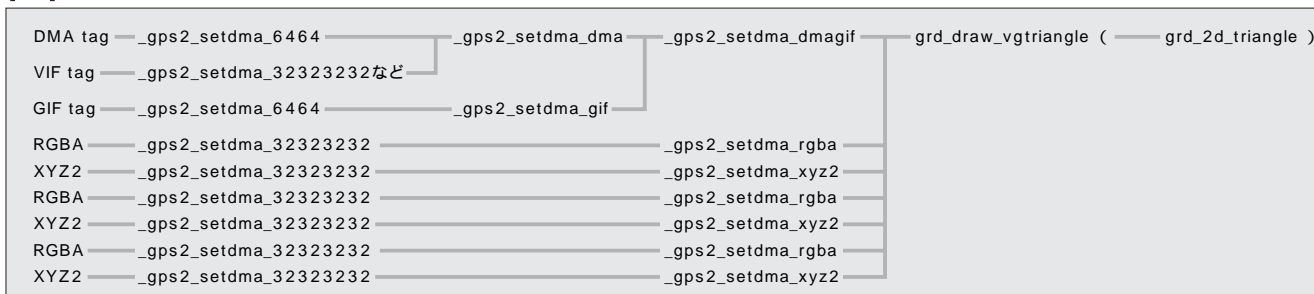 DMA tag _gps2_setdma_6464 _gps2_setdma_dma _gps2_setdma_dmagif grd_draw_vgtriangle ( grd_2d_triangle )
VIF tag _gps2_setdma_32323232など
GIF tag _gps2_setdma_6464 _gps2_setdma_gif
RGBA _gps2_setdma_32323232 _gps2_setdma_rgba
XYZ2 _gps2_setdma_32323232 _gps2_setdma_xyz2
RGBA _gps2_setdma_32323232 _gps2_setdma_rgba
XYZ2 _gps2_setdma_32323232 _gps2_setdma_xyz2
RGBA _gps2_setdma_32323232 _gps2_setdma_rgba
XYZ2 _gps2_setdma_32323232 _gps2_setdma_xyz2